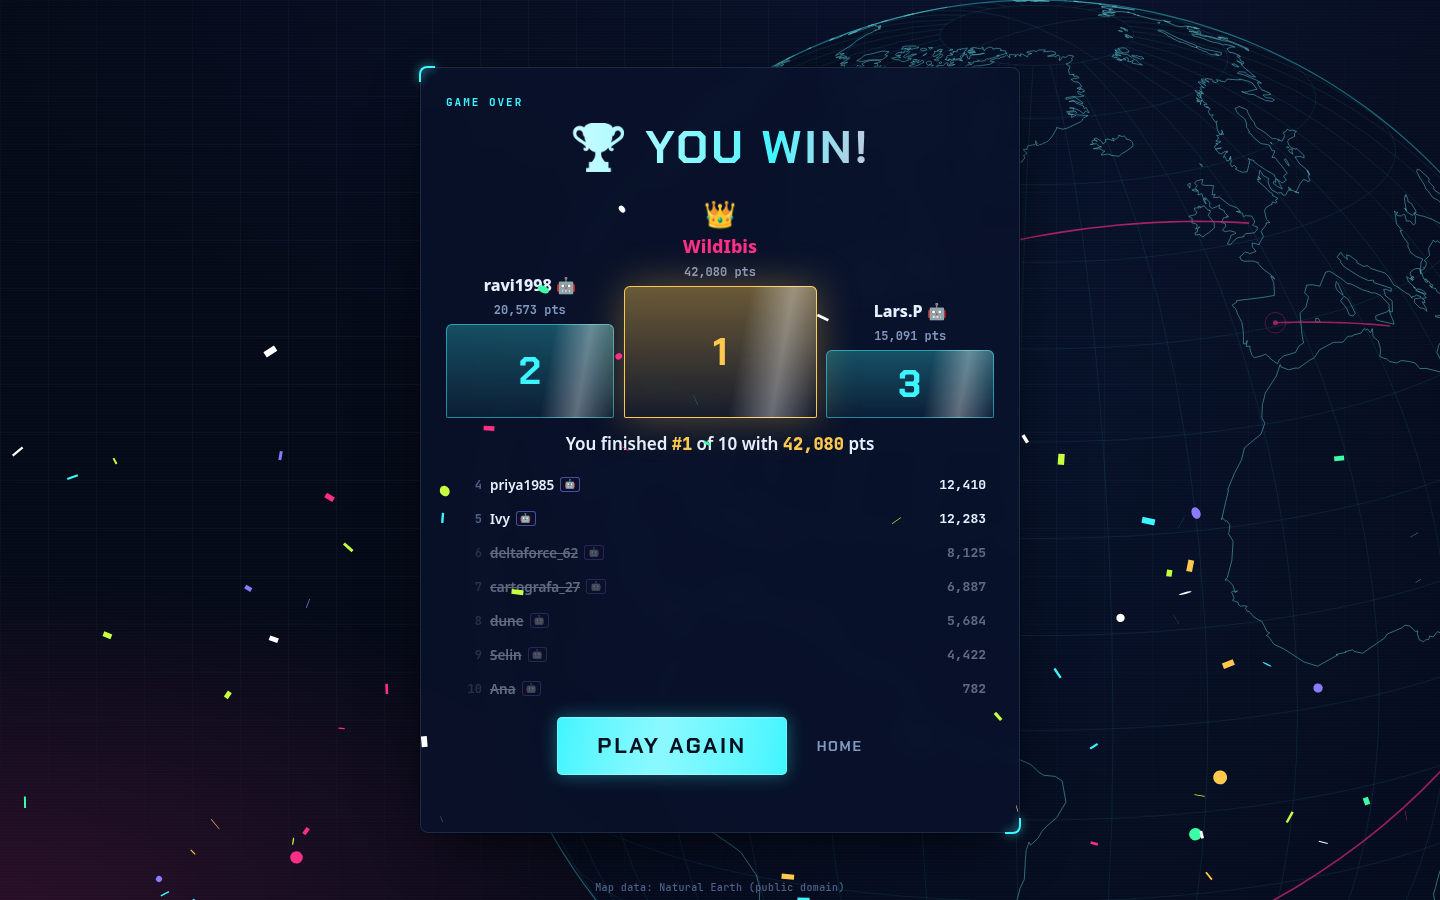 GAME OVER
🏆 YOU WIN!
👑
WildIbis
42,080 pts
ravi1998 🤖
20,573 pts
Lars.P 🤖
15,091 pts
2
1
3
You finished #1 of 10 with 42,080 pts
4 priya1985 🤖 12,410
5 Ivy 🤖 12,283
6 deltaforce_62 🤖 8,125
7 cartografa_27 🤖 6,887
8 dune 🤖 5,684
9 Selin 🤖 4,422
10 Ana 🤖 782
PLAY AGAIN
HOME
Map data: Natural Earth (public domain)